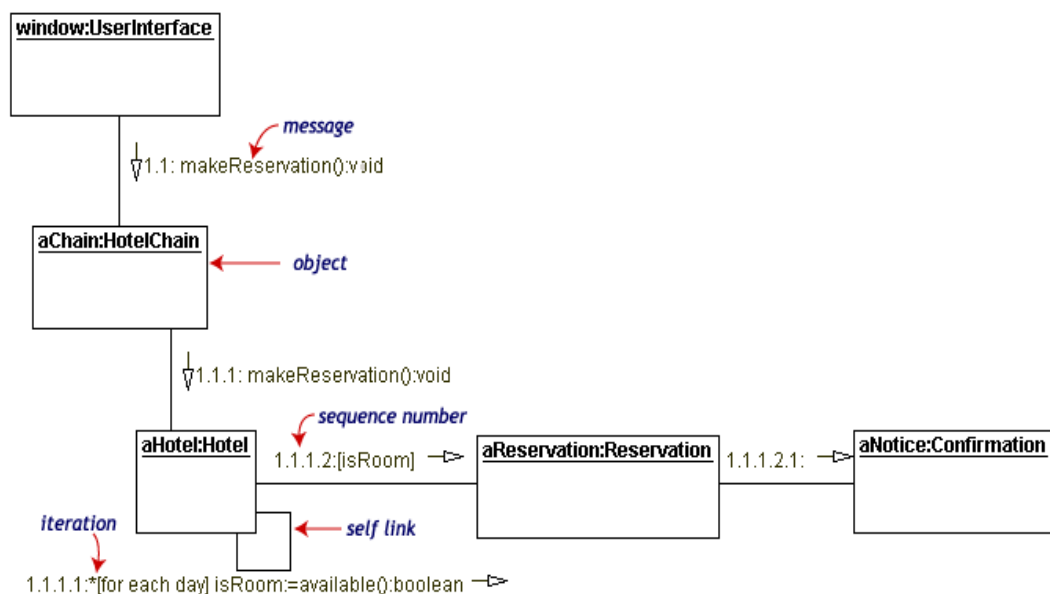 window:UserInterface
message
1.1: makeReservation():void
aChain:HotelChain
object
1.1.1: makeReservation():void
sequence number
aHotel:Hotel
1.1.1.2:[isRoom]
aReservation:Reservation
1.1.1.2.1:
aNotice:Confirmation
iteration
self link
1.1.1.1:*[for each day] isRoom:=available():boolean